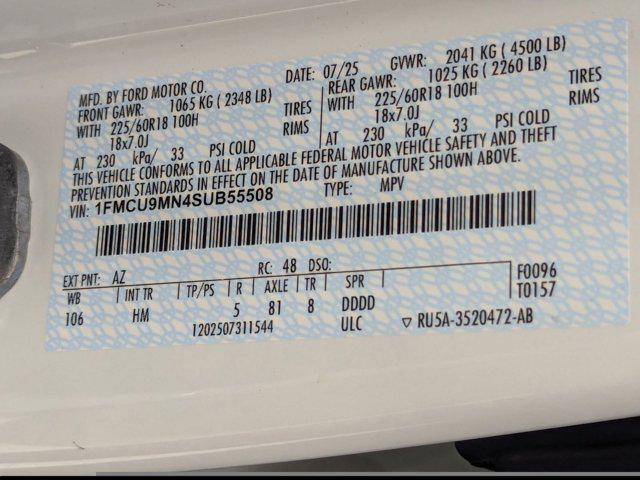 MFD. BY FORD MOTOR CO. DATE: 07/25 GVWR: 2041 KG ( 4500 LB)
FRONT GAWR: 1065 KG ( 2348 LB) REAR GAWR: 1025 KG ( 2260 LB)
WITH 225/60R18 100H TIRES WITH 225/60R18 100H TIRES
18x7.0J RIMS 18x7.0J RIMS
AT 230 kPa/ 33 PSI COLD AT 230 kPa/ 33 PSI COLD
THIS VEHICLE CONFORMS TO ALL APPLICABLE FEDERAL MOTOR VEHICLE SAFETY AND THEFT
PREVENTION STANDARDS IN EFFECT ON THE DATE OF MANUFACTURE SHOWN ABOVE.
VIN: 1FMCU9MN4SUB55508 TYPE: MPV
EXT PNT: AZ RC: 48 DSO: F0096
WB INT TR TP/PS R AXLE TR SPR T0157
106 HM 5 81 8 DDDD
1202507311544 ULC ▽ RU5A-3520472-AB